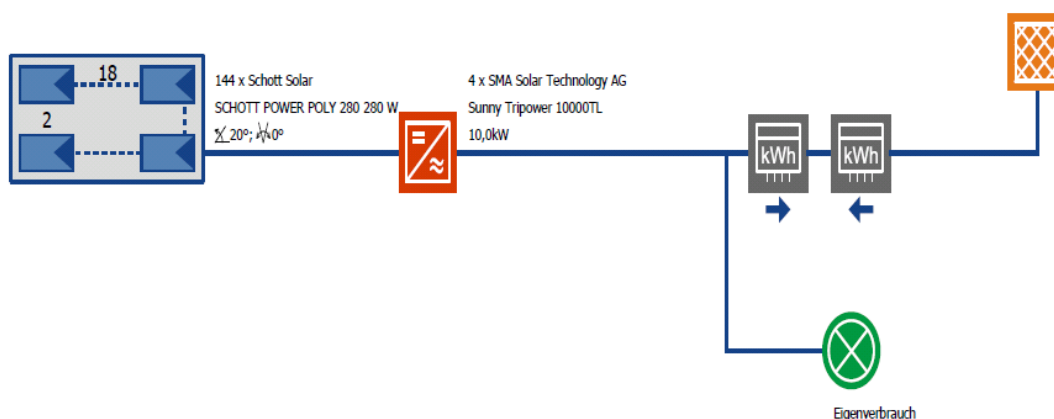 18
2
144 x Schott Solar
SCHOTT POWER POLY 280 280 W
20°; 0°
4 x SMA Solar Technology AG
Sunny Tripower 10000TL
10,0kW
kWh
kWh
Eigenverbrauch